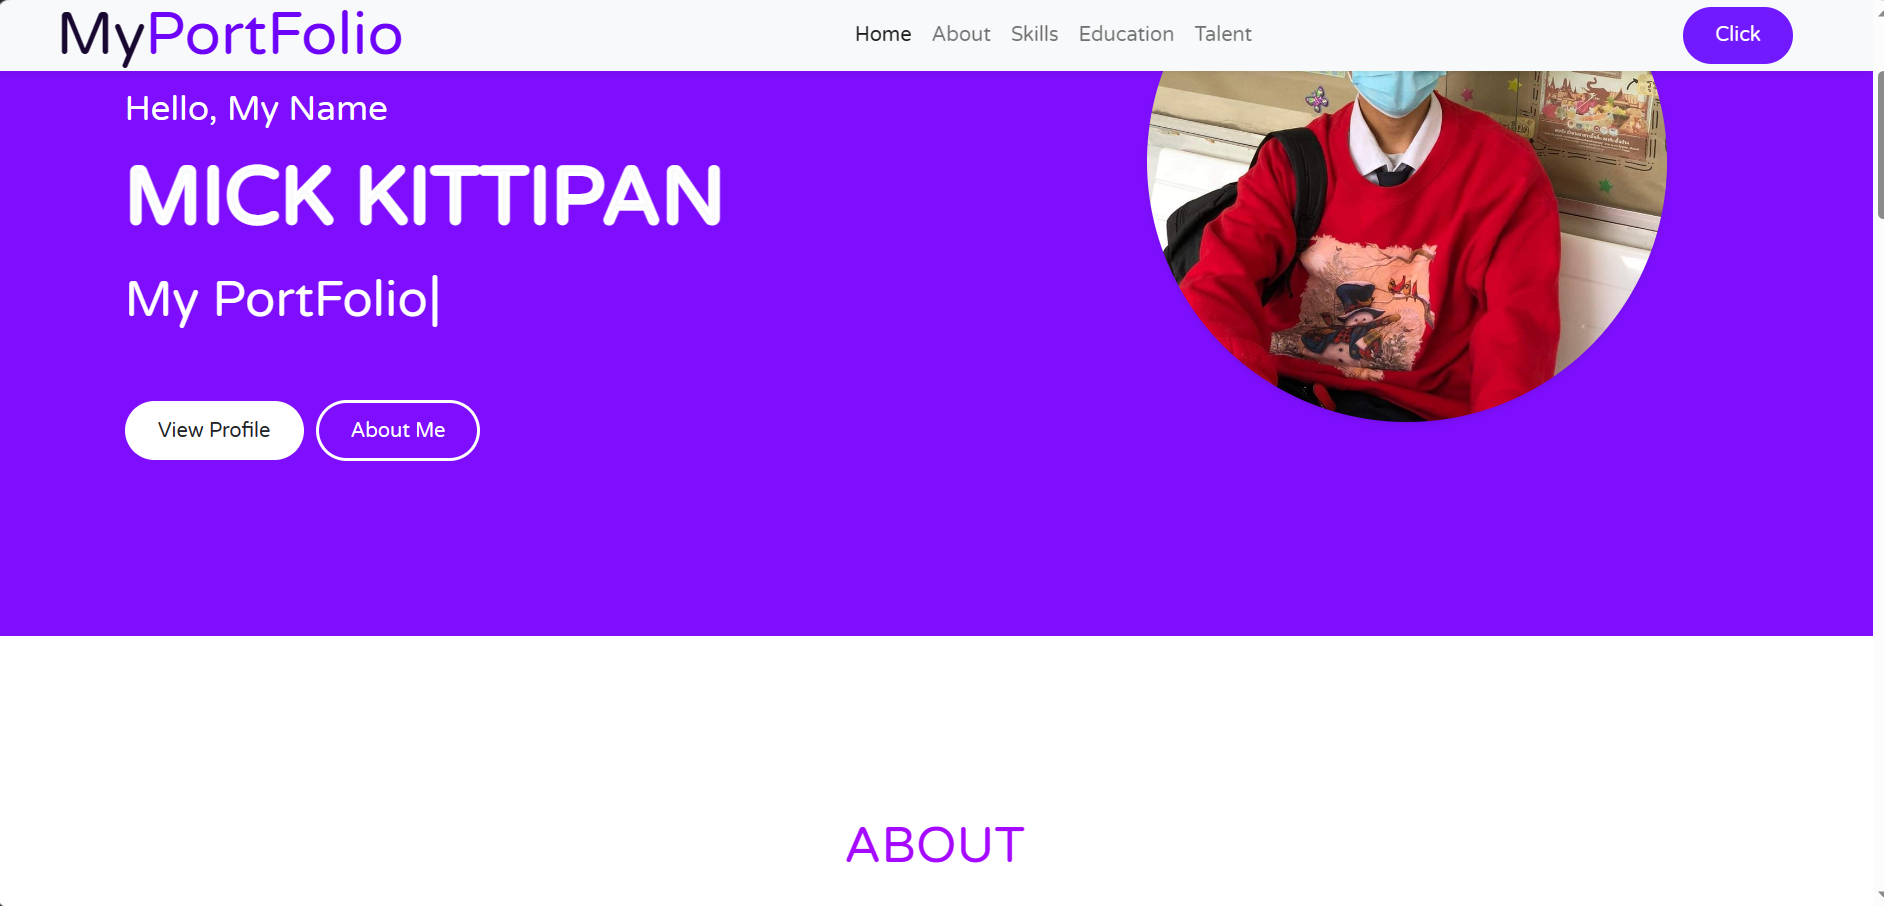 MyPortFolio
Home About Skills Education Talent
Click
Hello, My Name
MICK KITTIPAN
My PortFolio|
View Profile
About Me
ABOUT